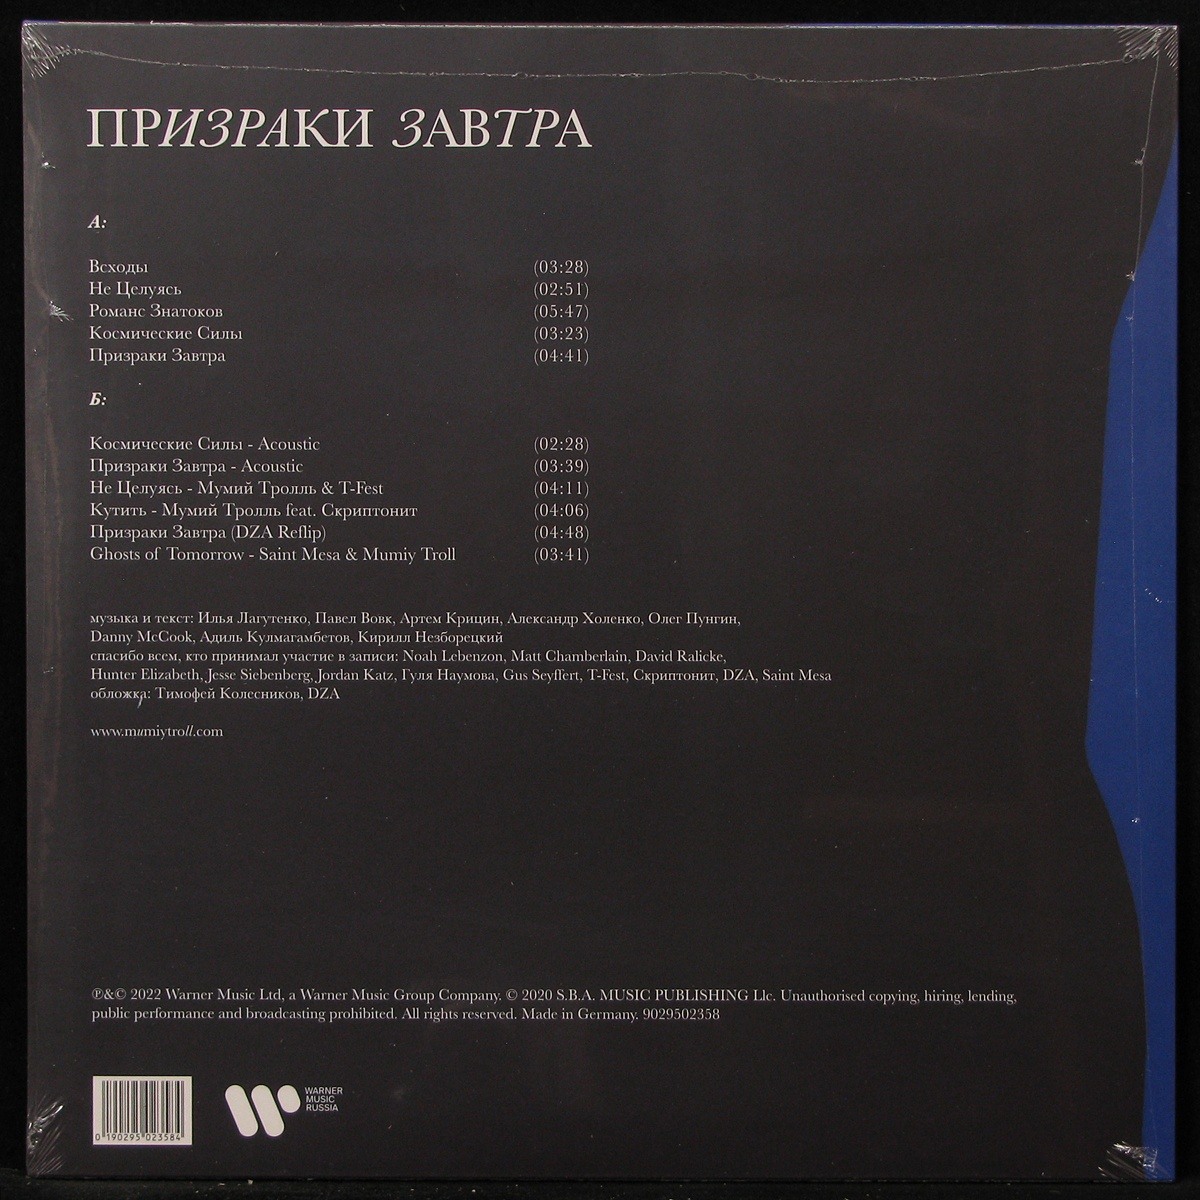 ПРИЗРАКИ ЗАВТРА
А:
Всходы (03:28)
Не Целуясь (02:51)
Романс Знатоков (05:47)
Космические Силы (03:23)
Призраки Завтра (04:41)
Б:
Космические Силы - Acoustic (02:28)
Призраки Завтра - Acoustic (03:39)
Не Целуясь - Мумий Тролль & T-Fest (04:11)
Кутить - Мумий Тролль feat. Скриптонит (04:06)
Призраки Завтра (DZA Reflip) (04:48)
Ghosts of Tomorrow - Saint Mesa & Mumiy Troll (03:41)
музыка и текст: Илья Лагутенко, Павел Вовк, Артем Крицин, Александр Холенко, Олег Пунгин,
Danny McCook, Адиль Кулмагамбетов, Кирилл Незборецкий
спасибо всем, кто принимал участие в записи: Noah Lebenzon, Matt Chamberlain, David Ralicke,
Hunter Elizabeth, Jesse Siebenberg, Jordan Katz, Гуля Наумова, Gus Seyffert, T-Fest, Скриптонит, DZA, Saint Mesa
обложка: Тимофей Колесников, DZA
www.mumiytroll.com
℗&© 2022 Warner Music Ltd, a Warner Music Group Company. © 2020 S.B.A. MUSIC PUBLISHING Llc. Unauthorised copying, hiring, lending,
public performance and broadcasting prohibited. All rights reserved. Made in Germany. 9029502358
WARNER
MUSIC
RUSSIA
0 190295 023584